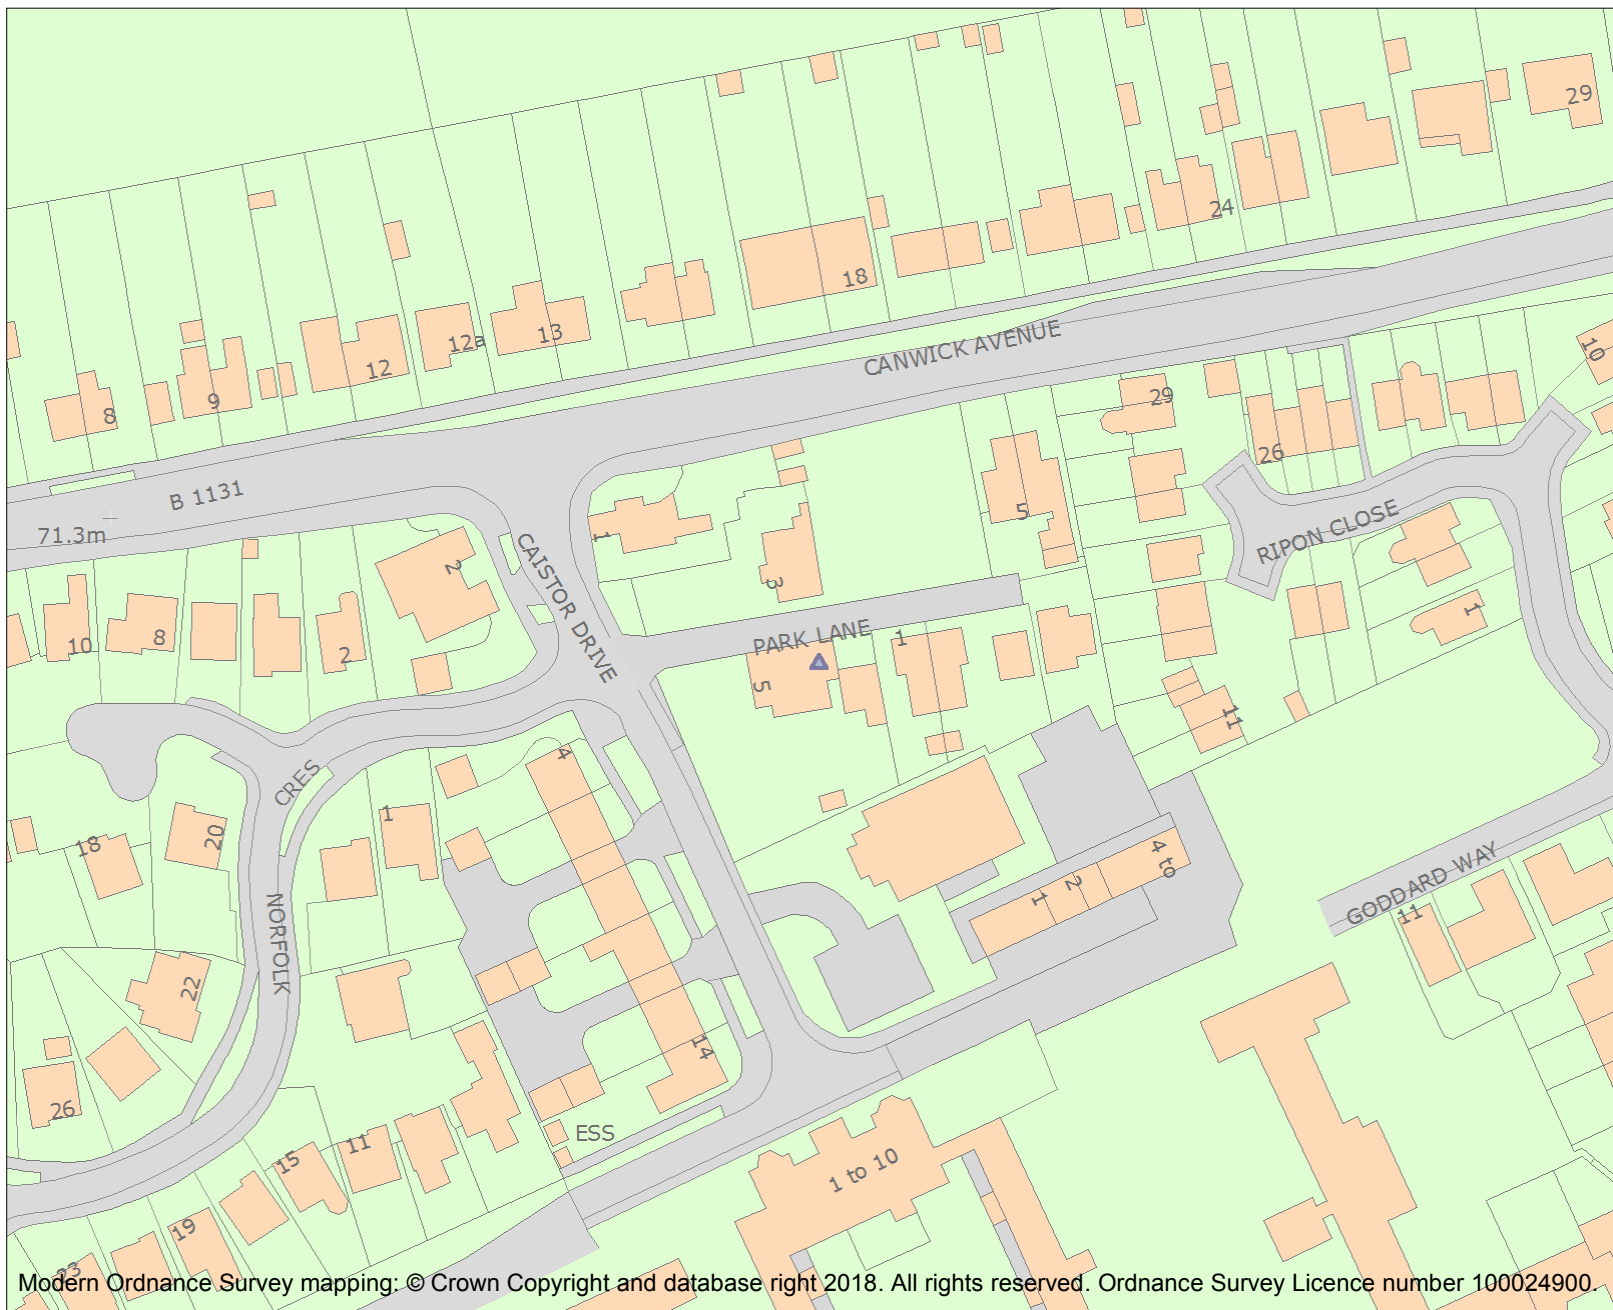 29
24
18
13
12a
12
9
8
CANWICK AVENUE
10
29
26
B 1131
71.3m
5
1
RIPON CLOSE
CAISTOR DRIVE
2
3
10
8
2
PARK LANE
1
1
5
11
4
CRES
1
20
18
4 to
2
1
GODDARD WAY
11
NORFOLK
22
14
26
ESS
11
15
1 to 10
19
23
Modern Ordnance Survey mapping: © Crown Copyright and database right 2018. All rights reserved. Ordnance Survey Licence number 100024900.